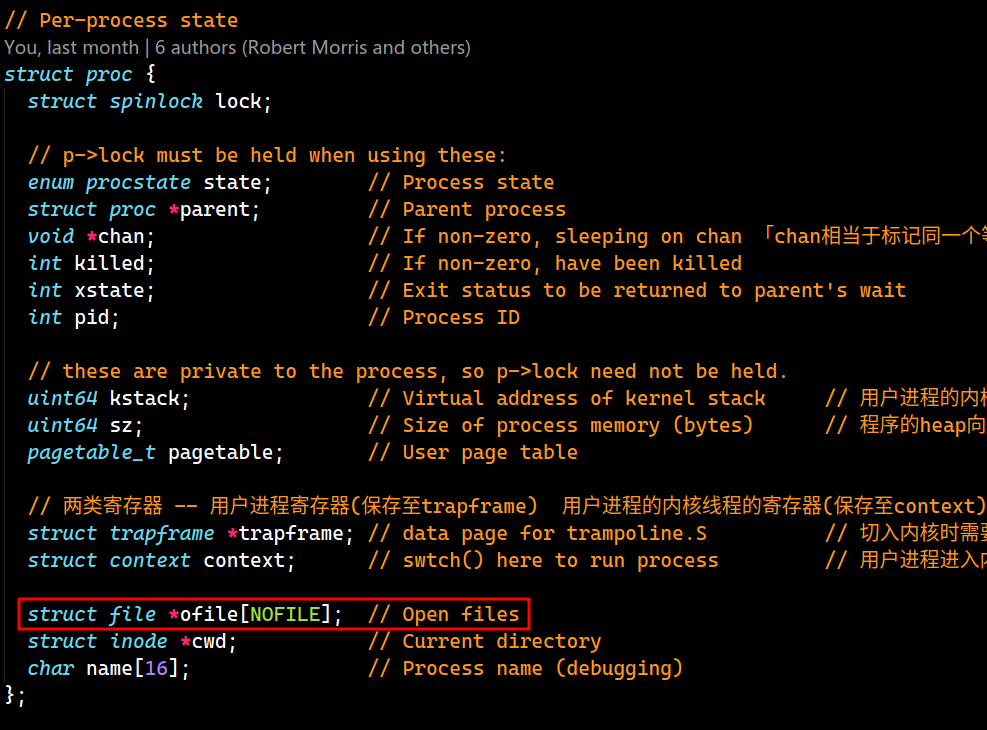 // Per-process state
You, last month | 6 authors (Robert Morris and others)
struct proc {
  struct spinlock lock;
  // p->lock must be held when using these:
  enum procstate state;        // Process state
  struct proc *parent;         // Parent process
  void *chan;                  // If non-zero, sleeping on chan 「chan相当于标记同一个
  int killed;                  // If non-zero, have been killed
  int xstate;                  // Exit status to be returned to parent's wait
  int pid;                     // Process ID
  // these are private to the process, so p->lock need not be held.
  uint64 kstack;               // Virtual address of kernel stack     // 用户进程的内
  uint64 sz;                   // Size of process memory (bytes)      // 程序的heap向
  pagetable_t pagetable;       // User page table
  // 两类寄存器 -- 用户进程寄存器(保存至trapframe)  用户进程的内核线程的寄存器(保存至context)
  struct trapframe *trapframe; // data page for trampoline.S          // 切入内核时需
  struct context context;      // swtch() here to run process         // 用户进程进入
  struct file *ofile[NOFILE];  // Open files
  struct inode *cwd;           // Current directory
  char name[16];               // Process name (debugging)
};